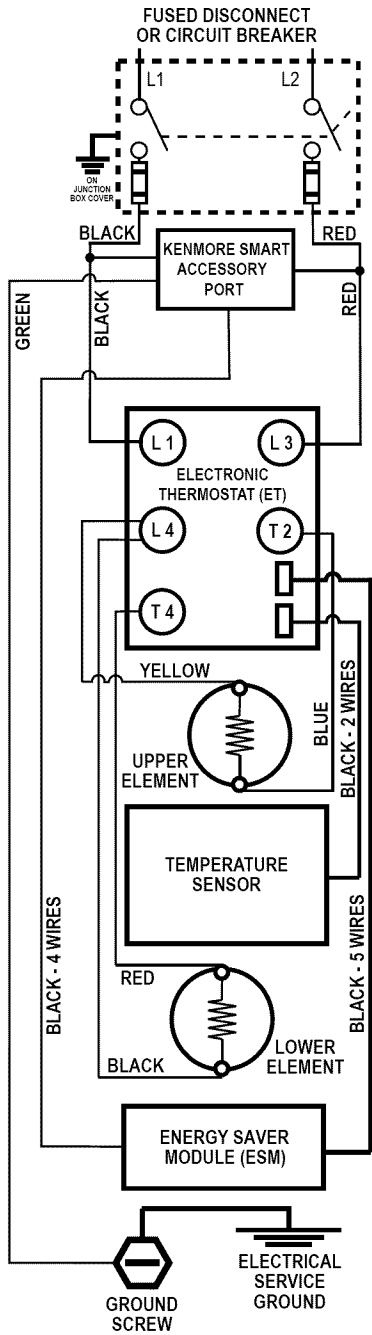 FUSED DISCONNECT
OR CIRCUIT BREAKER
L1
L2
ON
JUNCTION
BOX COVER
BLACK
RED
KENMORE SMART
ACCESSORY
PORT
GREEN
BLACK
RED
L 1
L 3
ELECTRONIC
THERMOSTAT (ET)
L 4
T 2
T 4
YELLOW
BLUE
BLACK - 2 WIRES
UPPER
ELEMENT
TEMPERATURE
SENSOR
BLACK - 4 WIRES
BLACK - 5 WIRES
RED
LOWER
ELEMENT
BLACK
ENERGY SAVER
MODULE (ESM)
GROUND
SCREW
ELECTRICAL
SERVICE
GROUND